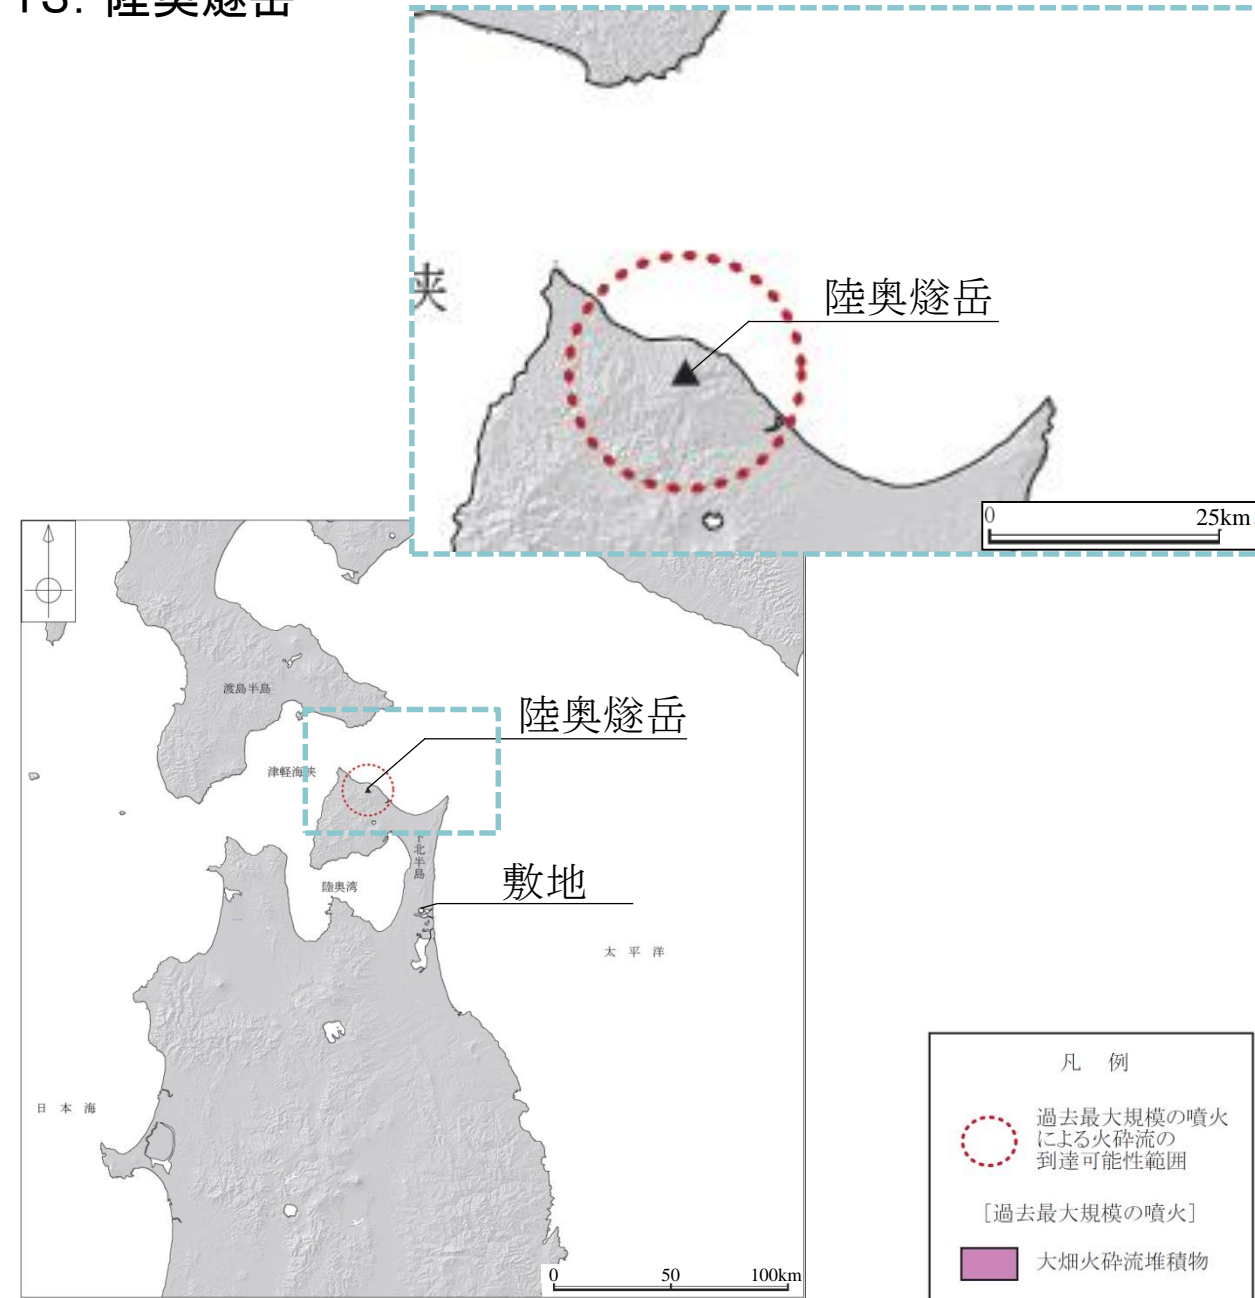 13. 陸奥燧岳
夹
陸奥燧岳
0 25km
渡島半島
陸奥燧岳
津軽海峡
下北半島
陸奥湾
敷地
太平洋
日本海
0 50 100km
凡 例
過去最大規模の噴火
による火砕流の
到達可能性範囲
[過去最大規模の噴火]
大畑火砕流堆積物